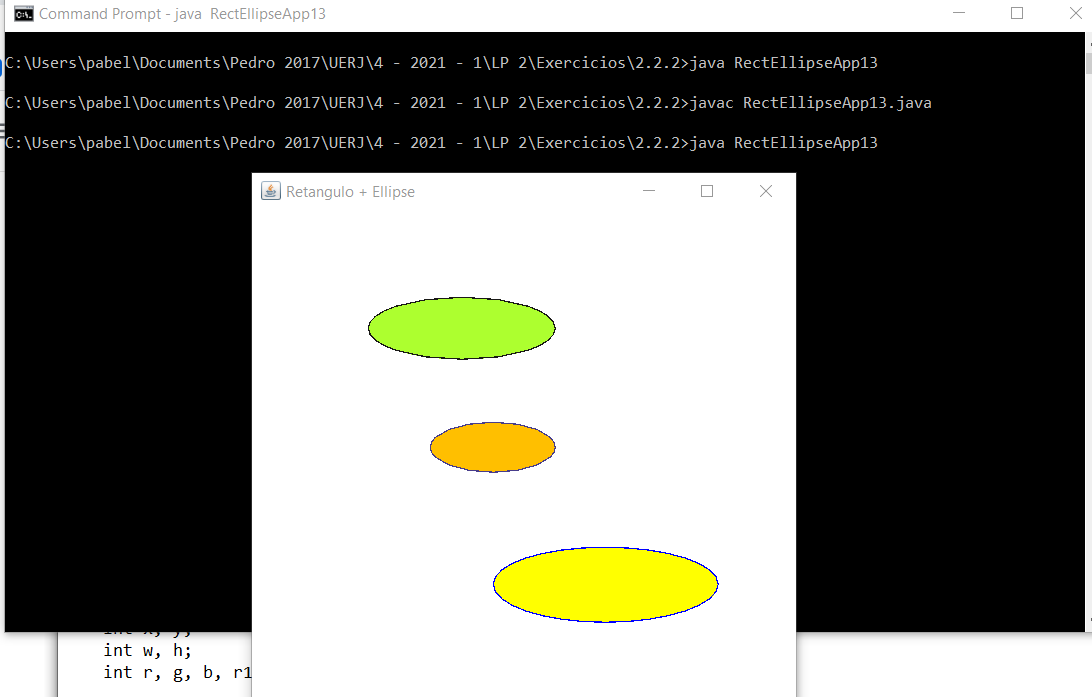 Command Prompt - java  RectEllipseApp13
C:\Users\pabel\Documents\Pedro 2017\UERJ\4 - 2021 - 1\LP 2\Exercicios\2.2.2>java RectEllipseApp13
C:\Users\pabel\Documents\Pedro 2017\UERJ\4 - 2021 - 1\LP 2\Exercicios\2.2.2>javac RectEllipseApp13.java
C:\Users\pabel\Documents\Pedro 2017\UERJ\4 - 2021 - 1\LP 2\Exercicios\2.2.2>java RectEllipseApp13
Retangulo + Ellipse
int x, y;
int w, h;
int r, g, b, r1